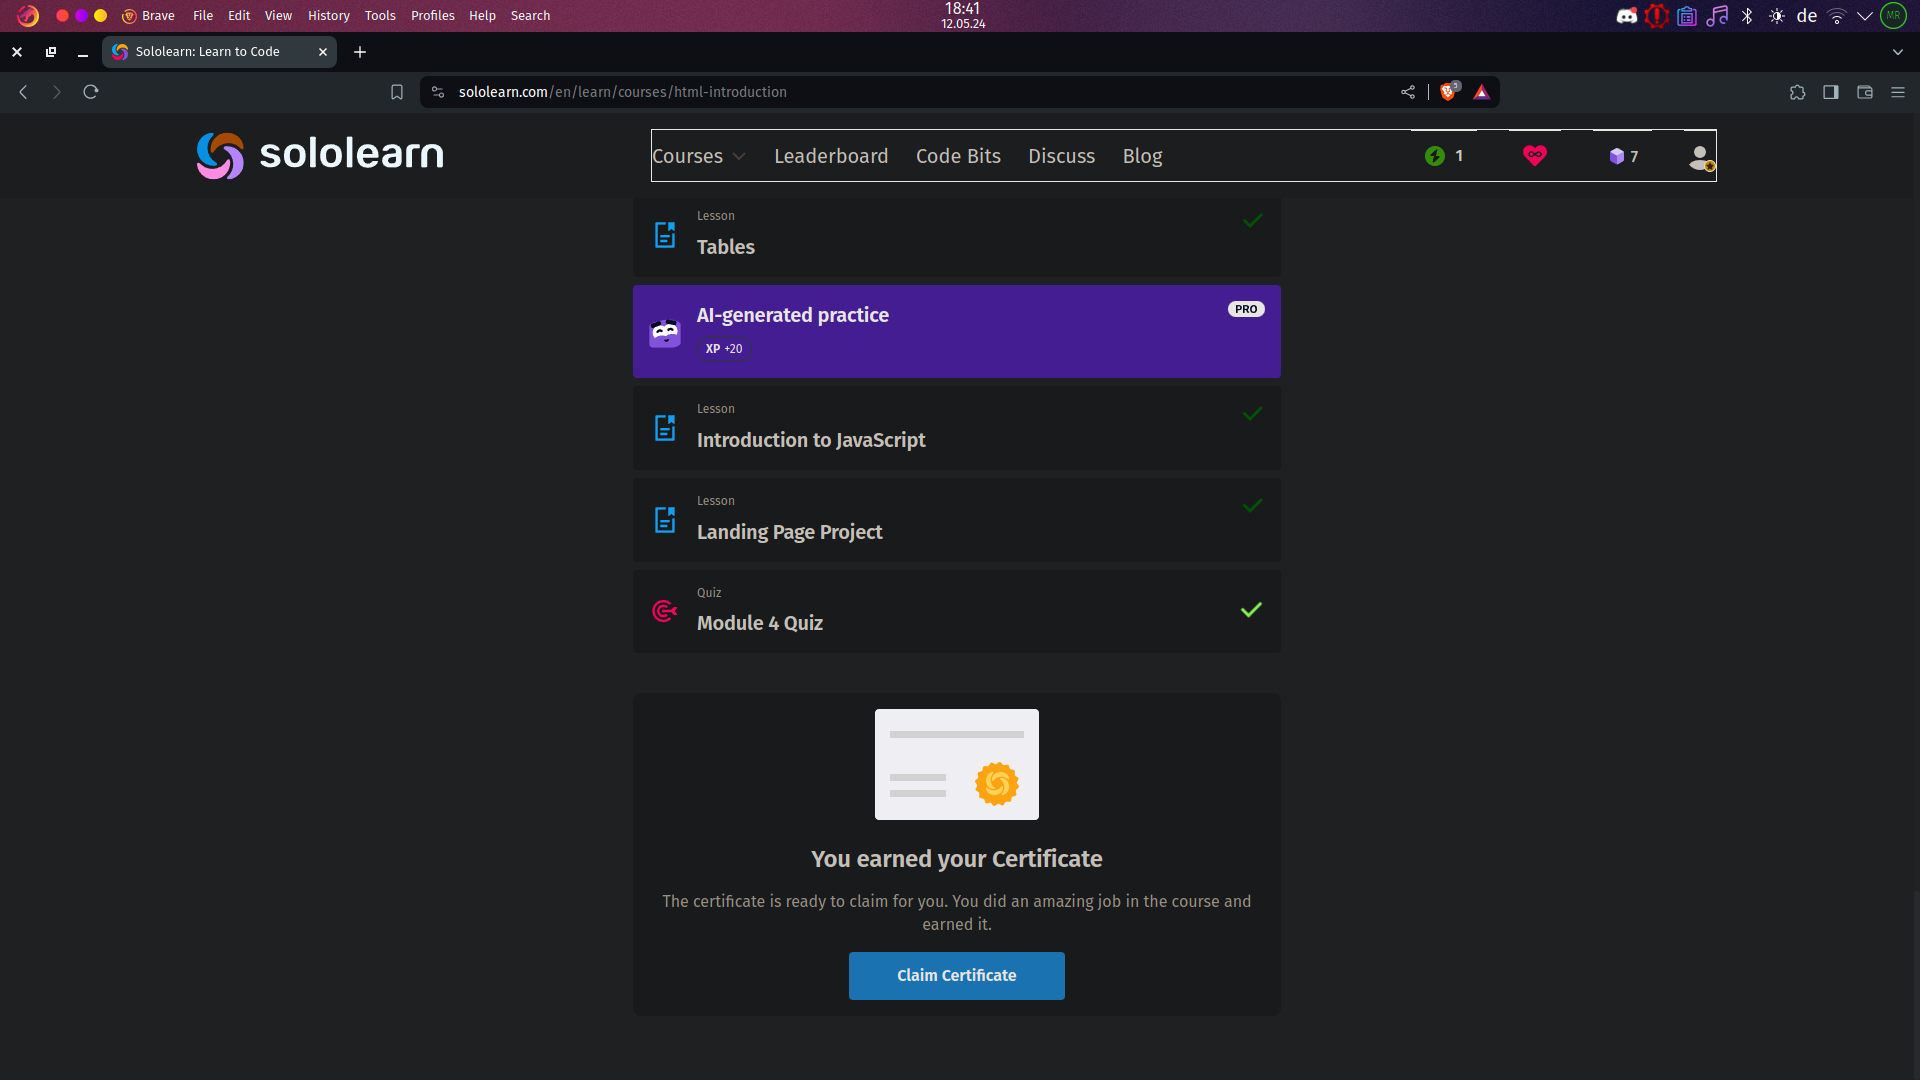 Brave File Edit View History Tools Profiles Help Search
18:41
12.05.24
de
MR
Sololearn: Learn to Code
sololearn.com/en/learn/courses/html-introduction
sololearn
Courses Leaderboard Code Bits Discuss Blog
1
7
Lesson
Tables
AI-generated practice
PRO
XP +20
Lesson
Introduction to JavaScript
Lesson
Landing Page Project
Quiz
Module 4 Quiz
You earned your Certificate
The certificate is ready to claim for you. You did an amazing job in the course and
earned it.
Claim Certificate